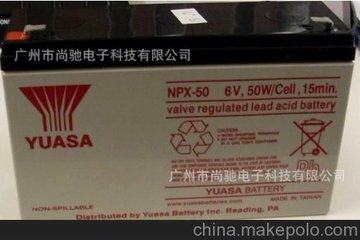 广州市尚驰电子科技有限公司
NPX-50 6V, 50W/Cell, 15min.
valve regulated lead acid battery
YUASA
Pb
广州市尚驰电子科技有限公司
YUASA BATTERY
NON-SPILLABLE
Distributed by Yuasa Battery Inc. Reading, PA
china.makepolo.com